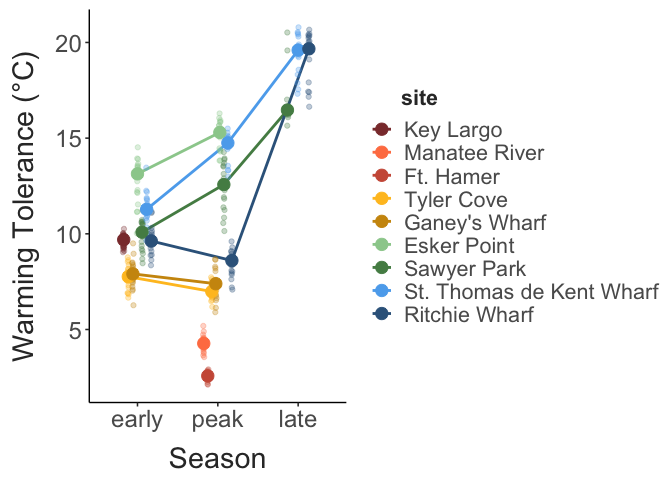 20
15
10
5
Warming Tolerance (°C)
early peak late
Season
site
Key Largo
Manatee River
Ft. Hamer
Tyler Cove
Ganey's Wharf
Esker Point
Sawyer Park
St. Thomas de Kent Wharf
Ritchie Wharf